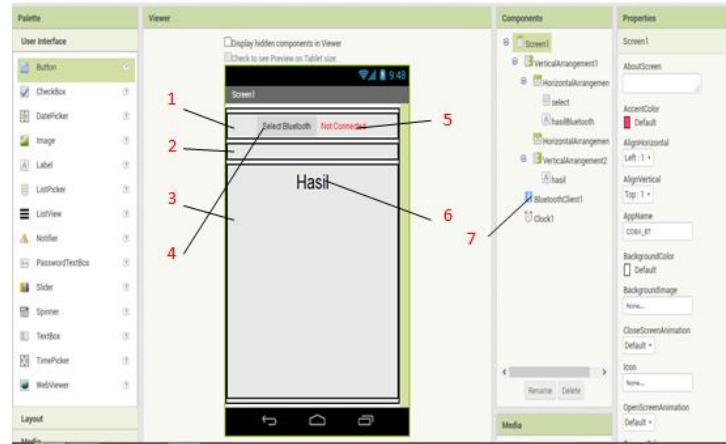 Palette
User Interface
Button
CheckBox
DatePicker
Image
Label
ListPicker
ListView
Notifier
PasswordTextBox
Slider
Spinner
TextBox
TimePicker
WebViewer
Layout
Media
Viewer
Display hidden components in Viewer
Check to see Preview on Tablet size.
9:48
Screen1
1
Select Bluetooth
Not Connected
5
2
3
Hasil
4
6
7
Components
Screen1
VerticalArrangement1
HorizontalArrangemen
select
hasilBluetooth
HorizontalArrangemen
VerticalArrangement2
hasil
BluetoothClient1
Clock1
Rename
Delete
Media
Properties
Screen1
AboutScreen
AccentColor
Default
AlignHorizontal
Left : 1
AlignVertical
Top : 1
AppName
COBA_BT
BackgroundColor
Default
BackgroundImage
None...
CloseScreenAnimation
Default
Icon
None...
OpenScreenAnimation
Default